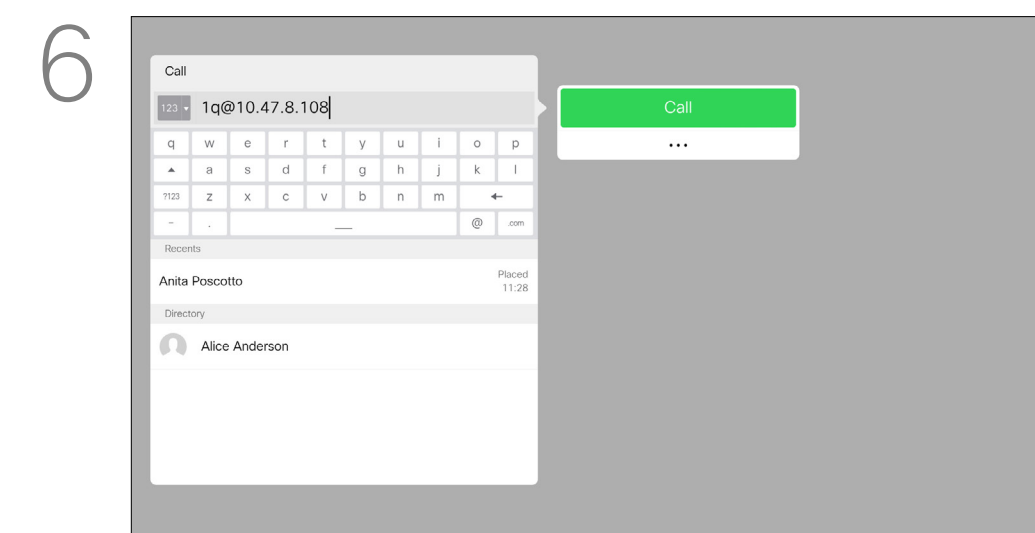 6
Call
123 1q@10.47.8.108
Call
...
q w e r t y u i o p
a s d f g h j k l
?123 z x c v b n m
- . @ .com
Recents
Anita Poscotto Placed
11:28
Directory
Alice Anderson